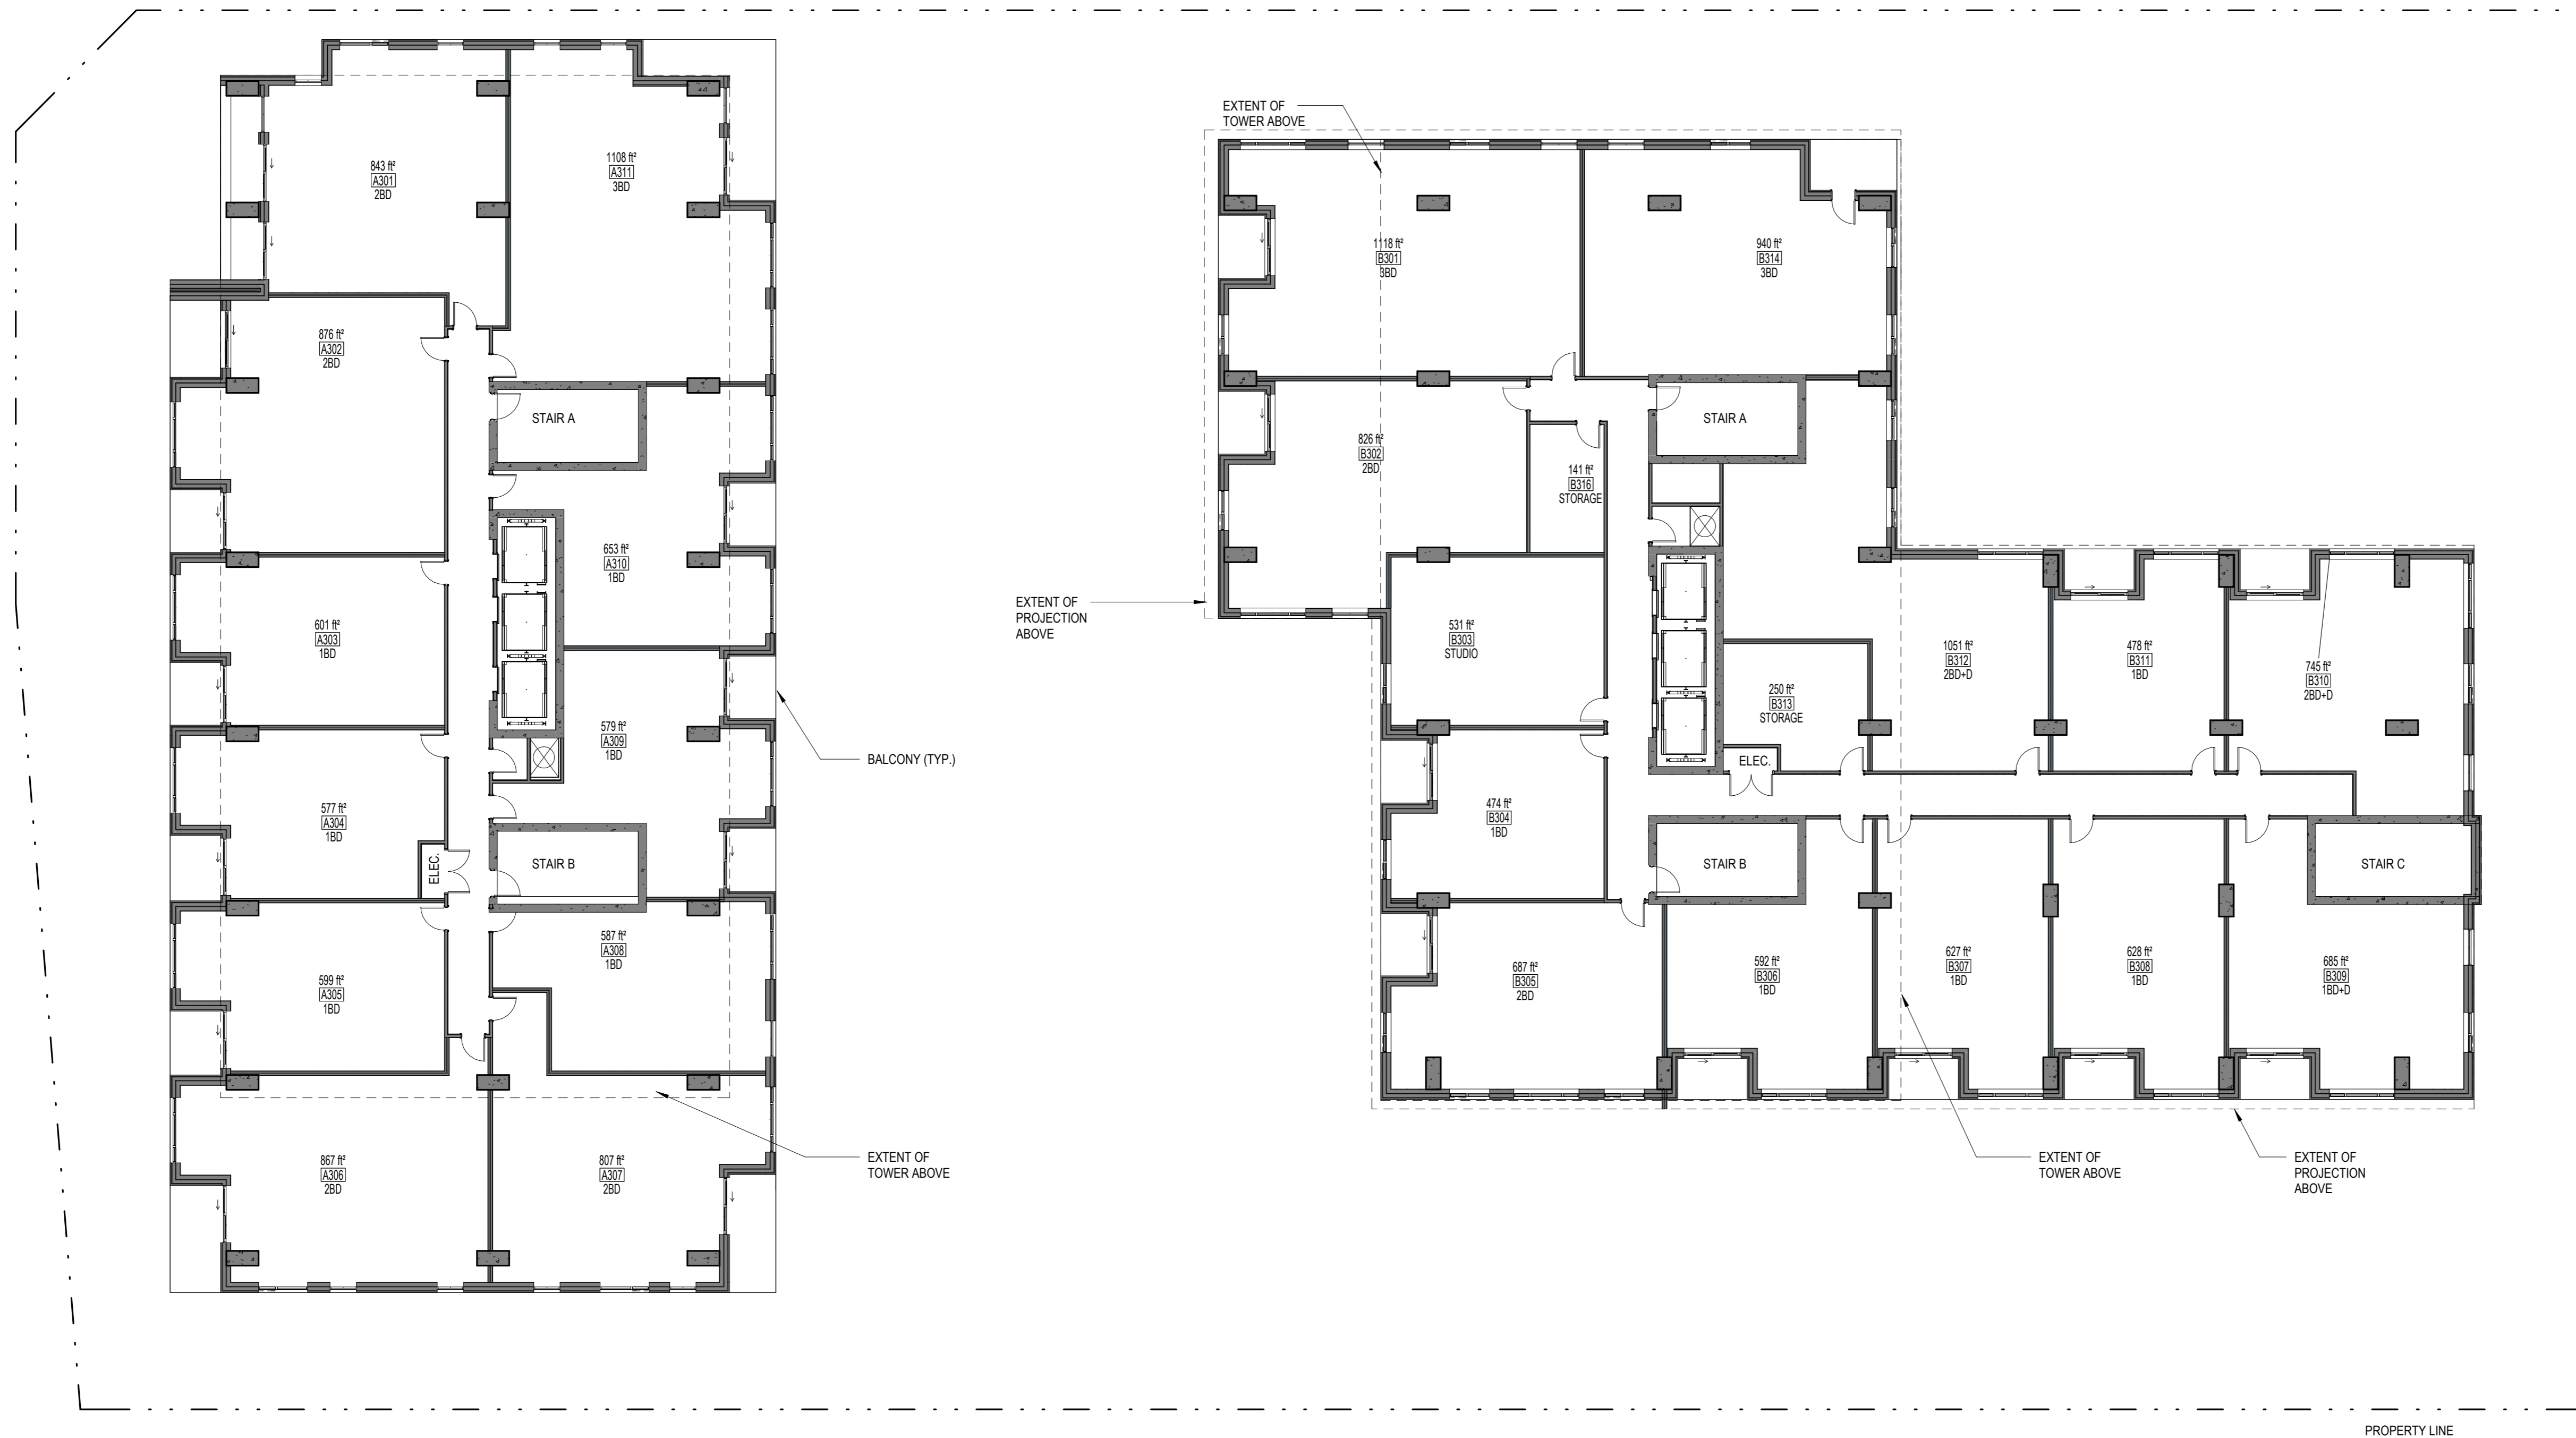 843 ft²
A301
2BD
1108 ft²
A311
3BD
876 ft²
A302
2BD
STAIR A
653 ft²
A310
1BD
601 ft²
A303
1BD
579 ft²
A309
1BD
BALCONY (TYP.)
577 ft²
A304
1BD
ELEC.
STAIR B
599 ft²
A305
1BD
587 ft²
A308
1BD
867 ft²
A306
2BD
807 ft²
A307
2BD
EXTENT OF
TOWER ABOVE
EXTENT OF
TOWER ABOVE
1118 ft²
B301
3BD
940 ft²
B314
3BD
826 ft²
B302
2BD
STAIR A
141 ft²
B316
STORAGE
EXTENT OF
PROJECTION
ABOVE
531 ft²
B303
STUDIO
250 ft²
B313
STORAGE
ELEC.
1051 ft²
B312
2BD+D
478 ft²
B311
1BD
745 ft²
B310
2BD+D
474 ft²
B304
1BD
STAIR B
STAIR C
687 ft²
B305
2BD
592 ft²
B306
1BD
627 ft²
B307
1BD
628 ft²
B308
1BD
685 ft²
B309
1BD+D
EXTENT OF
TOWER ABOVE
EXTENT OF
PROJECTION
ABOVE
PROPERTY LINE